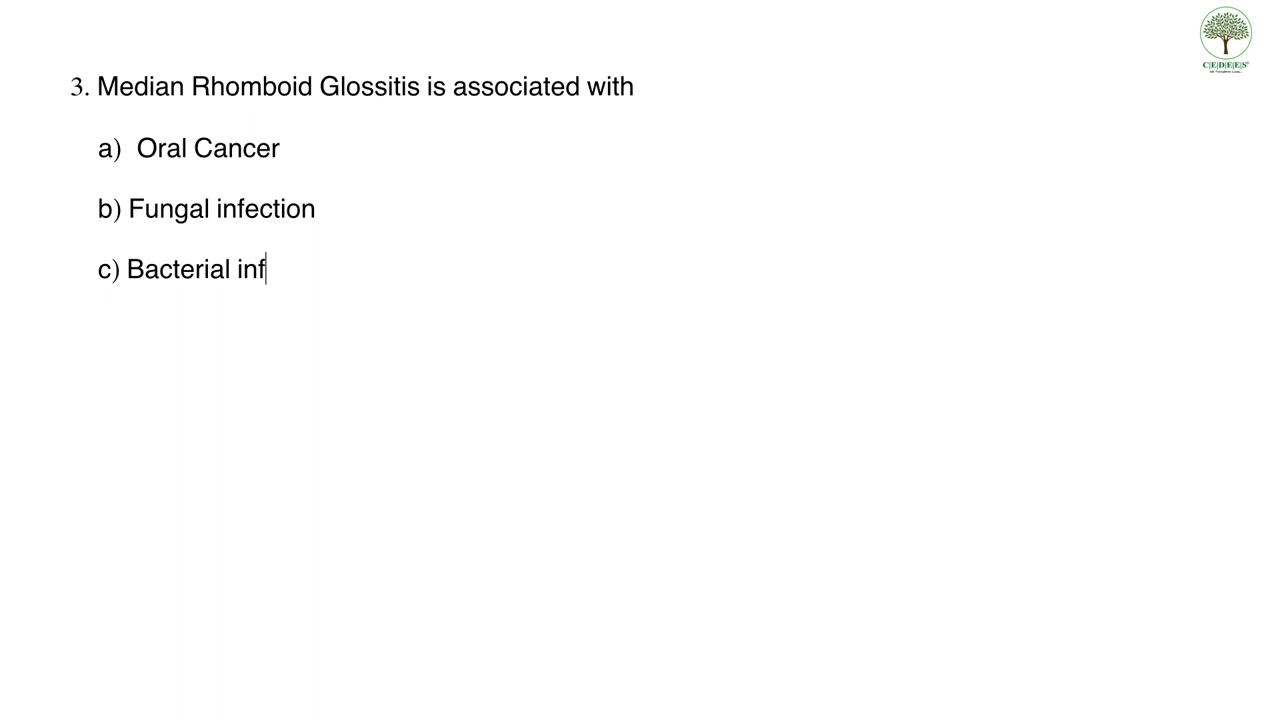 C|E|D|E|E|S
3. Median Rhomboid Glossitis is associated with
a) Oral Cancer
b) Fungal infection
c) Bacterial inf